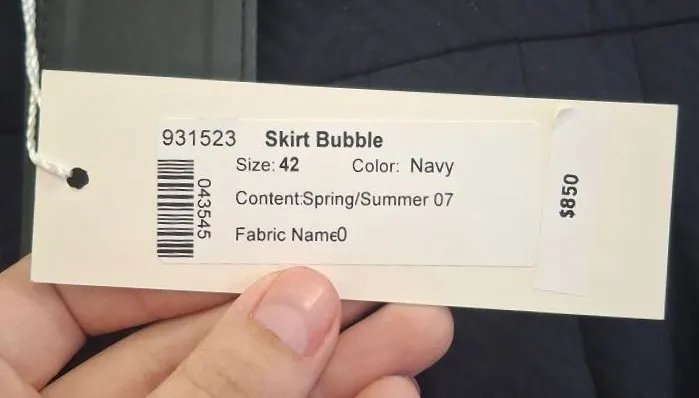 931523 Skirt Bubble
Size: 42 Color: Navy
Content:Spring/Summer 07
Fabric Name0
043545
$850